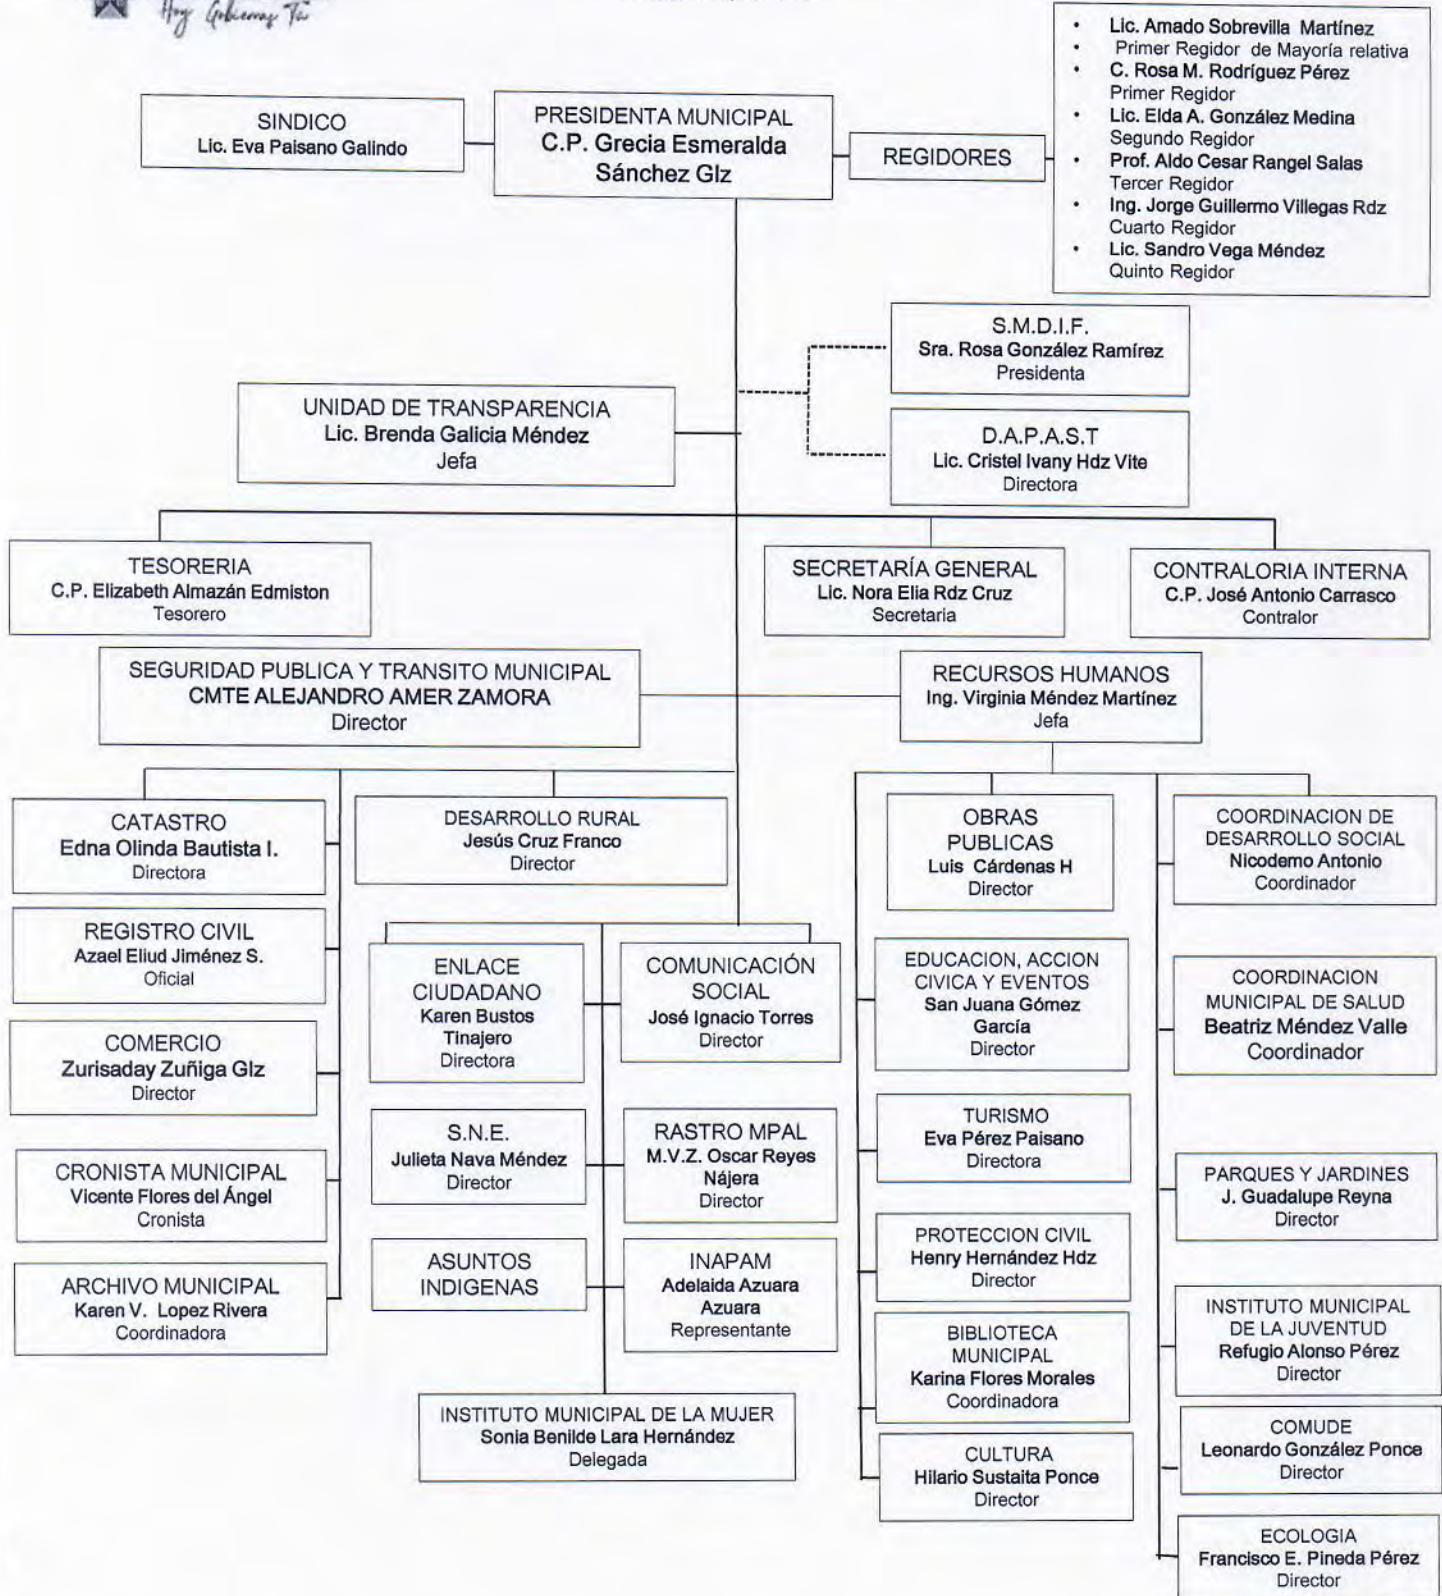 Hoy Gobiernas Tú
• Lic. Amado Sobrevilla Martínez
• Primer Regidor de Mayoría relativa
• C. Rosa M. Rodríguez Pérez
Primer Regidor
• Lic. Elda A. González Medina
Segundo Regidor
• Prof. Aldo Cesar Rangel Salas
Tercer Regidor
• Ing. Jorge Guillermo Villegas Rdz
Cuarto Regidor
• Lic. Sandro Vega Méndez
Quinto Regidor
SINDICO
Lic. Eva Paisano Galindo
PRESIDENTA MUNICIPAL
C.P. Grecia Esmeralda
Sánchez Glz
REGIDORES
S.M.D.I.F.
Sra. Rosa González Ramírez
Presidenta
UNIDAD DE TRANSPARENCIA
Lic. Brenda Galicia Méndez
Jefa
D.A.P.A.S.T
Lic. Cristel Ivany Hdz Vite
Directora
TESORERIA
C.P. Elizabeth Almazán Edmiston
Tesorero
SECRETARÍA GENERAL
Lic. Nora Elia Rdz Cruz
Secretaria
CONTRALORIA INTERNA
C.P. José Antonio Carrasco
Contralor
SEGURIDAD PUBLICA Y TRANSITO MUNICIPAL
CMTE ALEJANDRO AMER ZAMORA
Director
RECURSOS HUMANOS
Ing. Virginia Méndez Martínez
Jefa
CATASTRO
Edna Olinda Bautista I.
Directora
DESARROLLO RURAL
Jesús Cruz Franco
Director
REGISTRO CIVIL
Azael Eliud Jiménez S.
Oficial
COMERCIO
Zurisaday Zuñiga Glz
Director
CRONISTA MUNICIPAL
Vicente Flores del Ángel
Cronista
ARCHIVO MUNICIPAL
Karen V. Lopez Rivera
Coordinadora
ENLACE
CIUDADANO
Karen Bustos
Tinajero
Directora
COMUNICACIÓN
SOCIAL
José Ignacio Torres
Director
S.N.E.
Julieta Nava Méndez
Director
RASTRO MPAL
M.V.Z. Oscar Reyes
Nájera
Director
ASUNTOS
INDIGENAS
INAPAM
Adelaida Azuara
Azuara
Representante
INSTITUTO MUNICIPAL DE LA MUJER
Sonia Benilde Lara Hernández
Delegada
OBRAS
PUBLICAS
Luis Cárdenas H
Director
EDUCACION, ACCION
CIVICA Y EVENTOS
San Juana Gómez
García
Director
TURISMO
Eva Pérez Paisano
Directora
PROTECCION CIVIL
Henry Hernández Hdz
Director
BIBLIOTECA
MUNICIPAL
Karina Flores Morales
Coordinadora
CULTURA
Hilario Sustaita Ponce
Director
COORDINACION DE
DESARROLLO SOCIAL
Nicodemo Antonio
Coordinador
COORDINACION
MUNICIPAL DE SALUD
Beatriz Méndez Valle
Coordinador
PARQUES Y JARDINES
J. Guadalupe Reyna
Director
INSTITUTO MUNICIPAL
DE LA JUVENTUD
Refugio Alonso Pérez
Director
COMUDE
Leonardo González Ponce
Director
ECOLOGIA
Francisco E. Pineda Pérez
Director